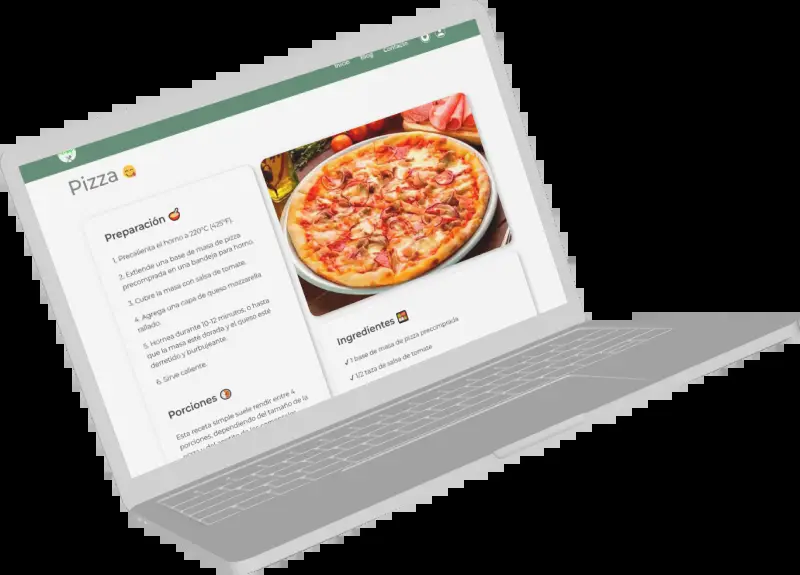 Inicio Blog Contacto
Pizza 😋
Preparación
1. Precalienta el horno a 220°C (425°F).
2. Extiende una base de masa de pizza
precomprada en una bandeja para horno.
3. Cubre la masa con salsa de tomate.
4. Agrega una capa de queso mozzarella
rallado.
5. Hornea durante 10-12 minutos, o hasta
que la masa esté dorada y el queso esté
derretido y burbujeante.
6. Sirve caliente.
Porciones
Esta receta simple suele rendir entre 4
porciones, dependiendo del tamaño de la
Ingredientes
✓ 1 base de masa de pizza precomprada
✓ 1/2 taza de salsa de tomate